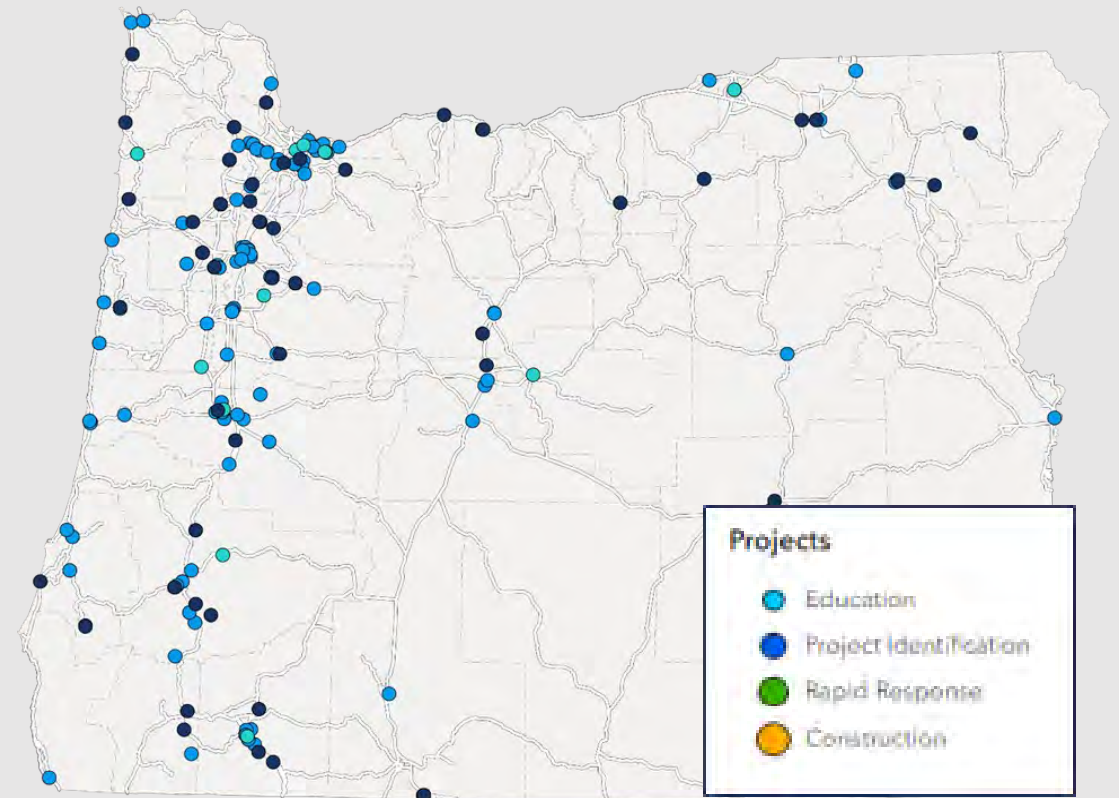 Projects
Education
Project Identification
Rapid Response
Construction